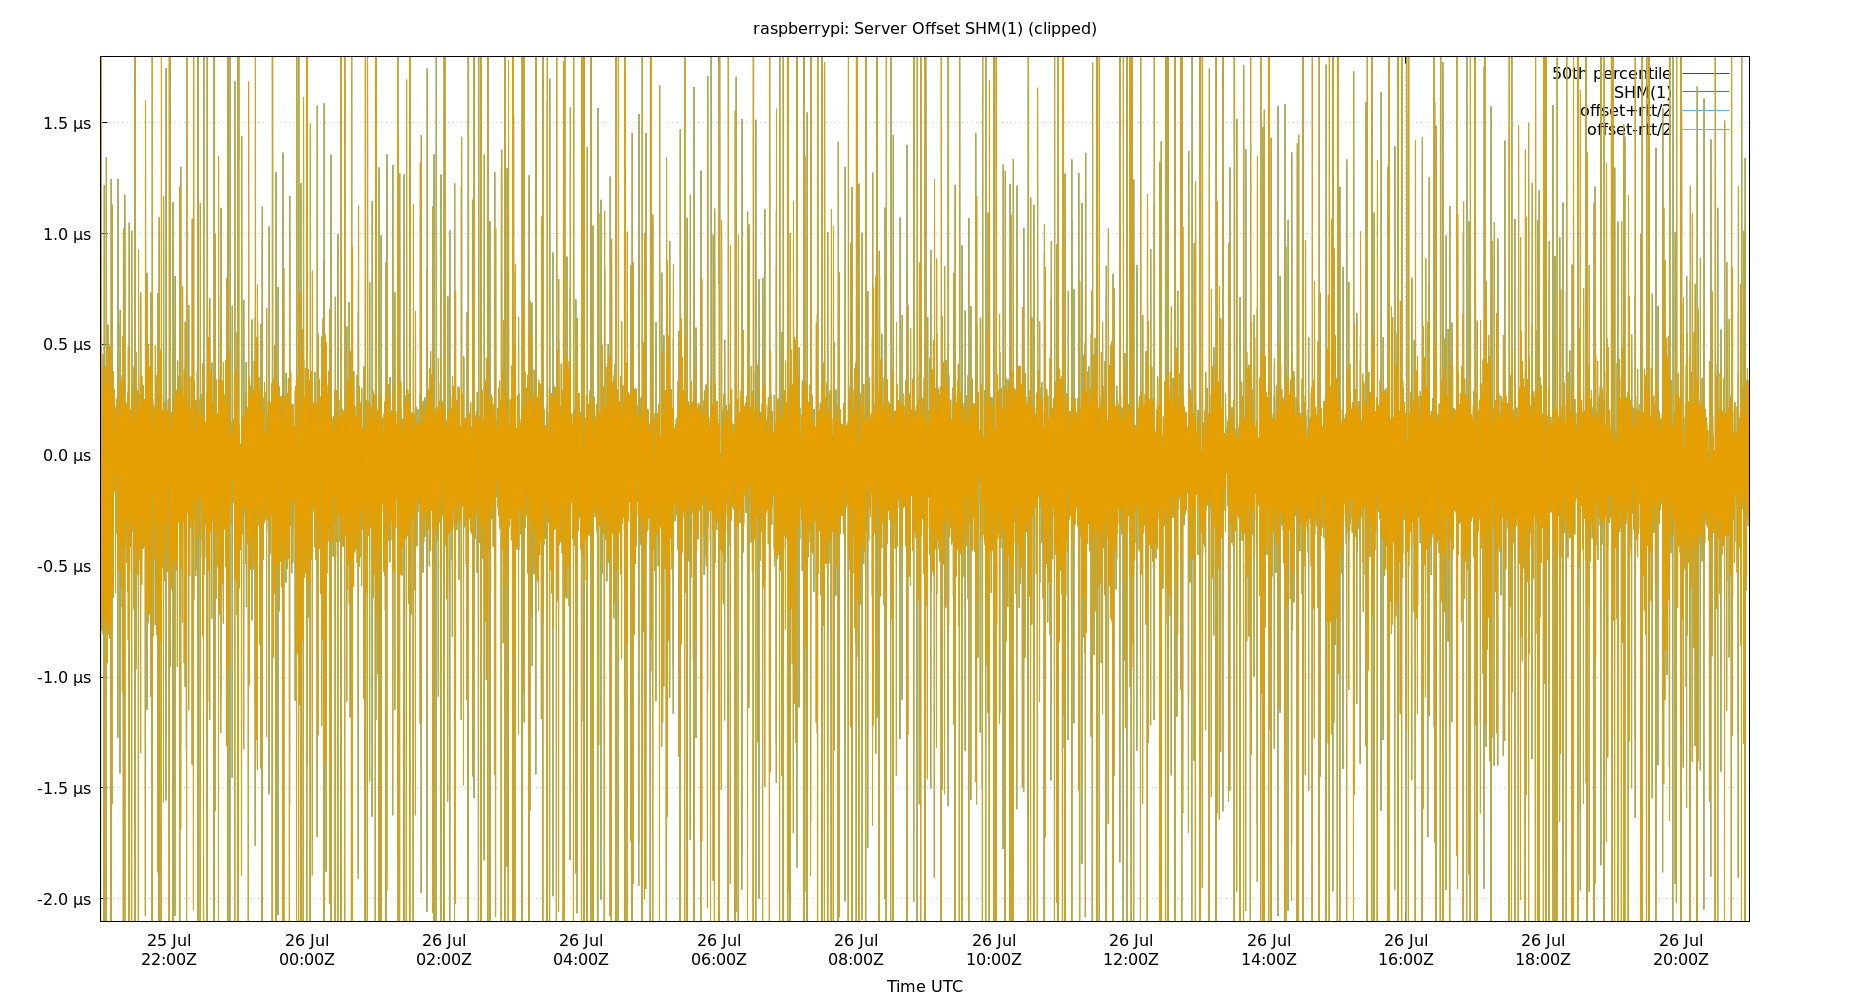 raspberrypi: Server Offset SHM(1) (clipped)
50th percentile
SHM(1)
offset+rtt/2
offset-rtt/2
1.5 µs
1.0 µs
0.5 µs
0.0 µs
-0.5 µs
-1.0 µs
-1.5 µs
-2.0 µs
25 Jul 26 Jul 26 Jul 26 Jul 26 Jul 26 Jul 26 Jul 26 Jul 26 Jul 26 Jul 26 Jul 26 Jul
22:00Z 00:00Z 02:00Z 04:00Z 06:00Z 08:00Z 10:00Z 12:00Z 14:00Z 16:00Z 18:00Z 20:00Z
Time UTC